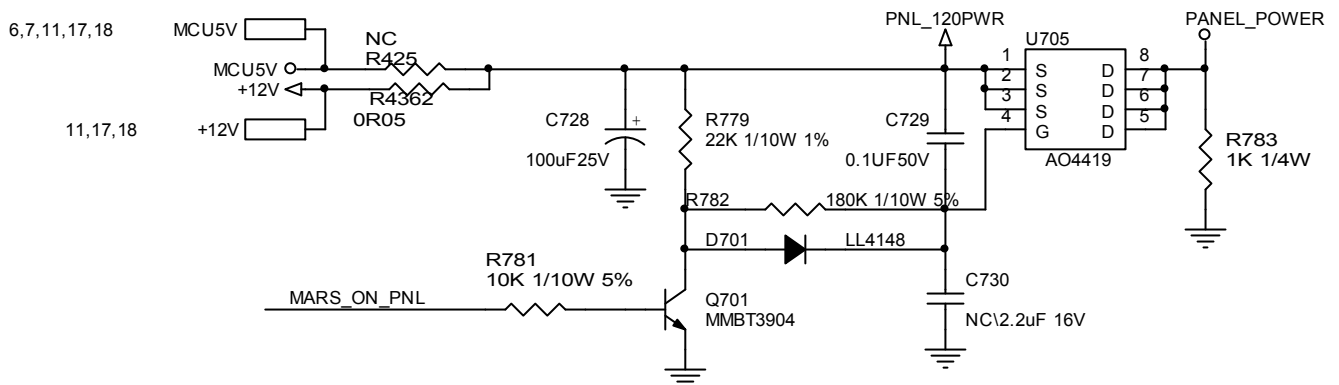 PNL_120PWR
PANEL_POWER
6,7,11,17,18
MCU5V
NC
R425
MCU5V
+12V
R4362
0R05
11,17,18
+12V
U705
1
2
3
4
S
S
S
G
D
D
D
D
8
7
6
5
AO4419
C728
+
100uF25V
R779
22K 1/10W 1%
C729
0.1UF50V
R783
1K 1/4W
R782
180K 1/10W 5%
D701
LL4148
R781
10K 1/10W 5%
MARS_ON_PNL
Q701
MMBT3904
C730
NC\2.2uF 16V